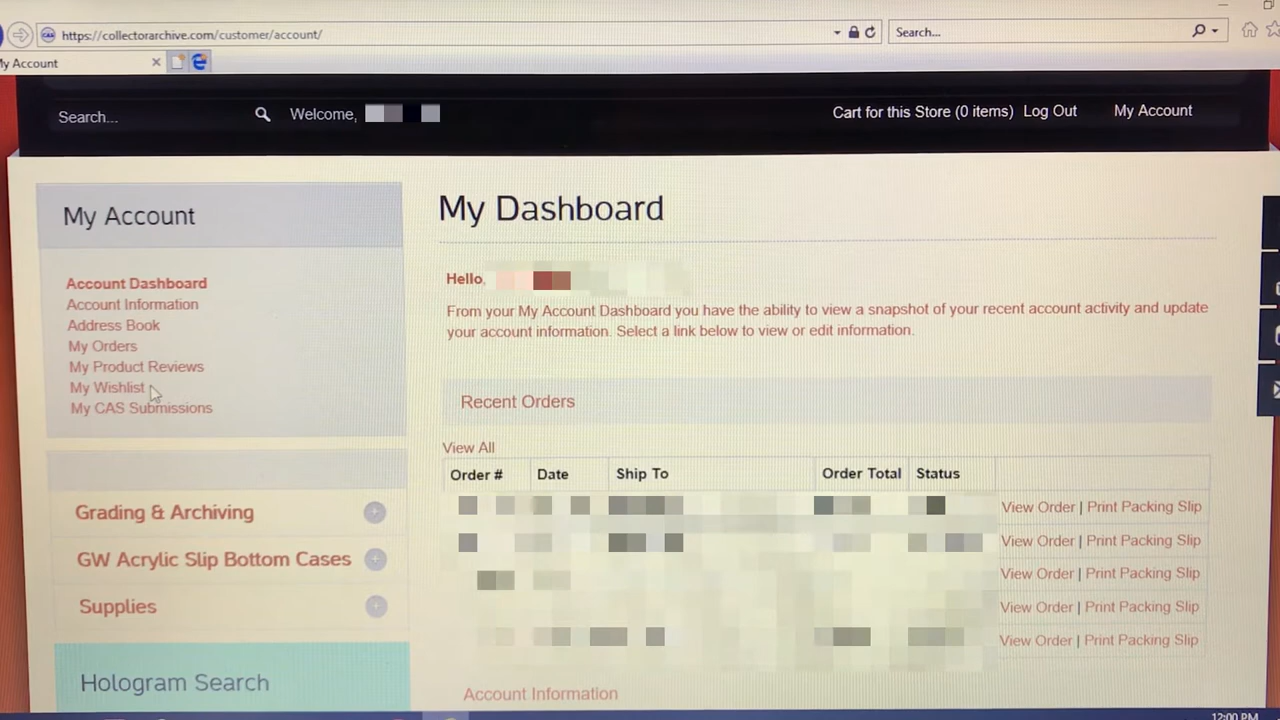 https://collectorarchive.com/customer/account/
Search...
My Account
Search...
Welcome,
Cart for this Store (0 items) Log Out My Account
My Account
Account Dashboard
Account Information
Address Book
My Orders
My Product Reviews
My Wishlist
My CAS Submissions
Grading & Archiving
GW Acrylic Slip Bottom Cases
Supplies
Hologram Search
My Dashboard
Hello,
From your My Account Dashboard you have the ability to view a snapshot of your recent account activity and update
your account information. Select a link below to view or edit information.
Recent Orders
View All
Order # Date Ship To Order Total Status
View Order | Print Packing Slip
View Order | Print Packing Slip
View Order | Print Packing Slip
View Order | Print Packing Slip
View Order | Print Packing Slip
Account Information
12:00 PM